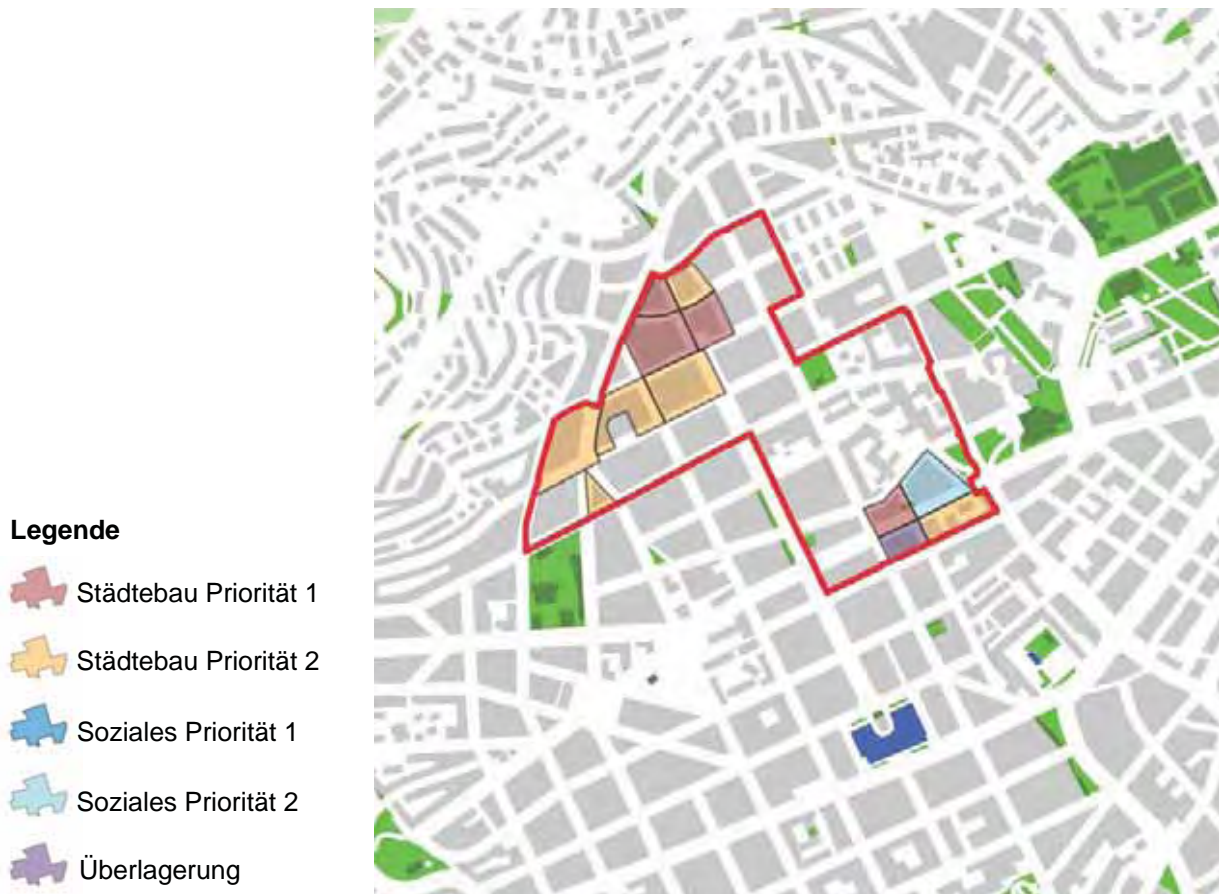 Legende
Städtebau Priorität 1
Städtebau Priorität 2
Soziales Priorität 1
Soziales Priorität 2
Überlagerung